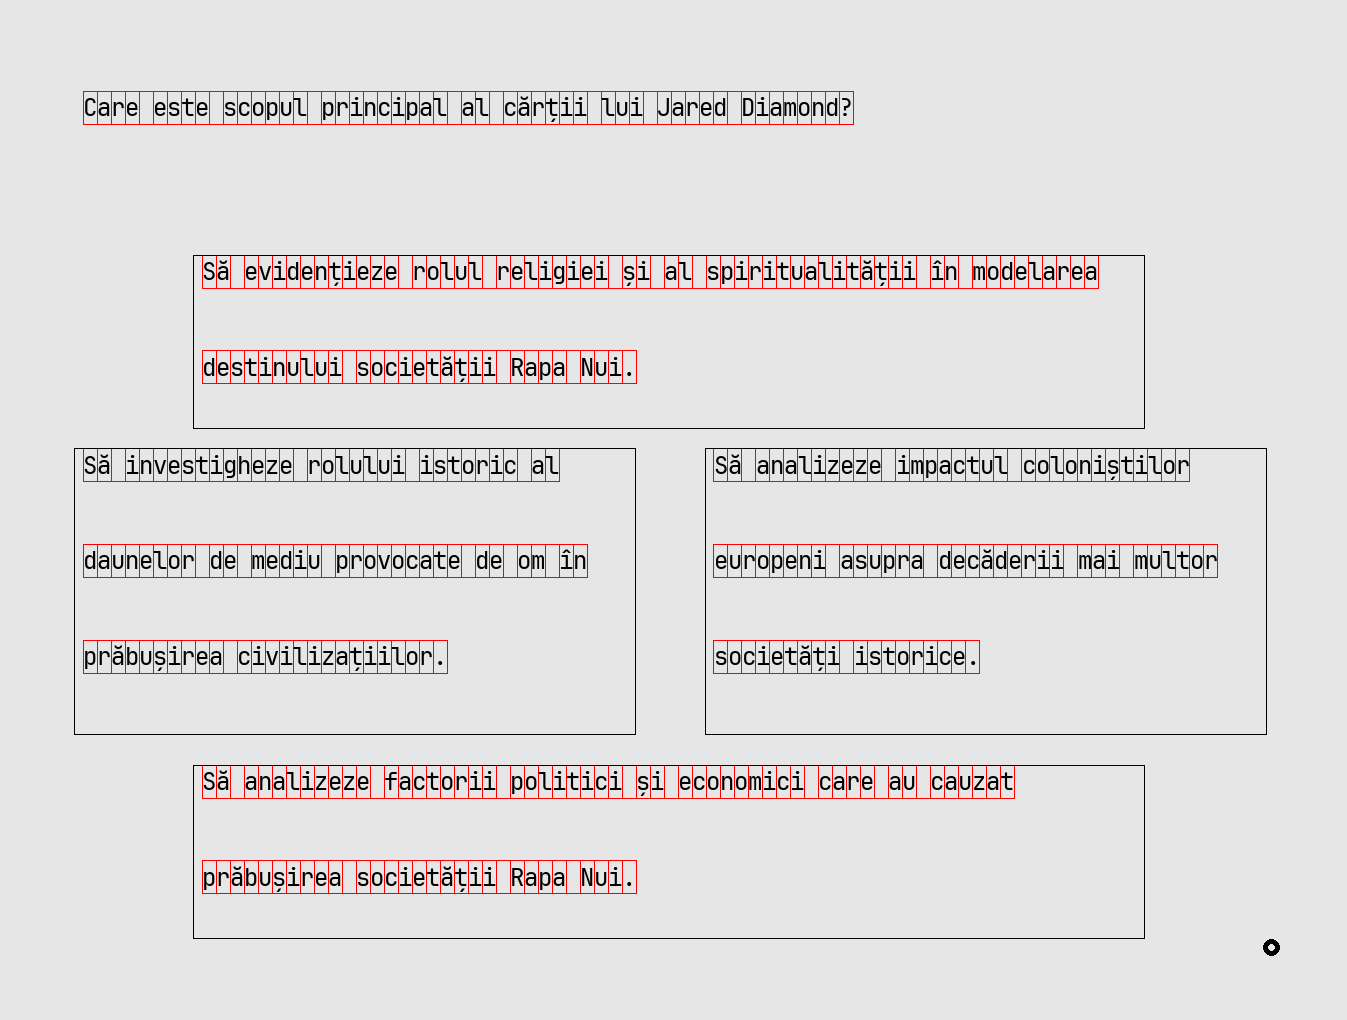 Care este scopul principal al cărții lui Jared Diamond?
Să evidențieze rolul religiei și al spiritualității în modelarea
destinului societății Rapa Nui.
Să investigheze rolului istoric al
daunelor de mediu provocate de om în
prăbușirea civilizațiilor.
Să analizeze impactul coloniștilor
europeni asupra decăderii mai multor
societăți istorice.
Să analizeze factorii politici și economici care au cauzat
prăbușirea societății Rapa Nui.